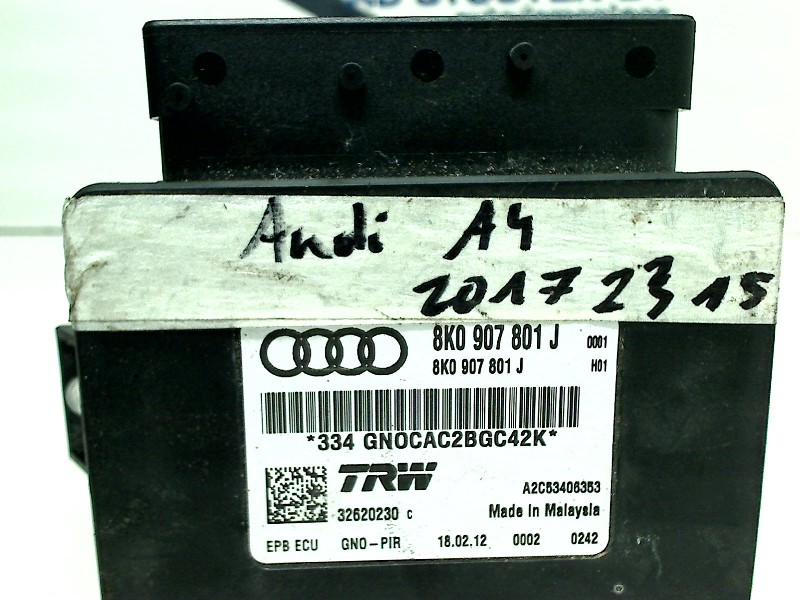 Audi A4
2017 23 15
8K0 907 801 J 0001
8K0 907 801 J H01
*334 GNOCAC2BGC42K*
TRW
A2C53406353
32620230 C Made In Malaysia
EPB ECU GNO-PIR 18.02.12 0002 0242